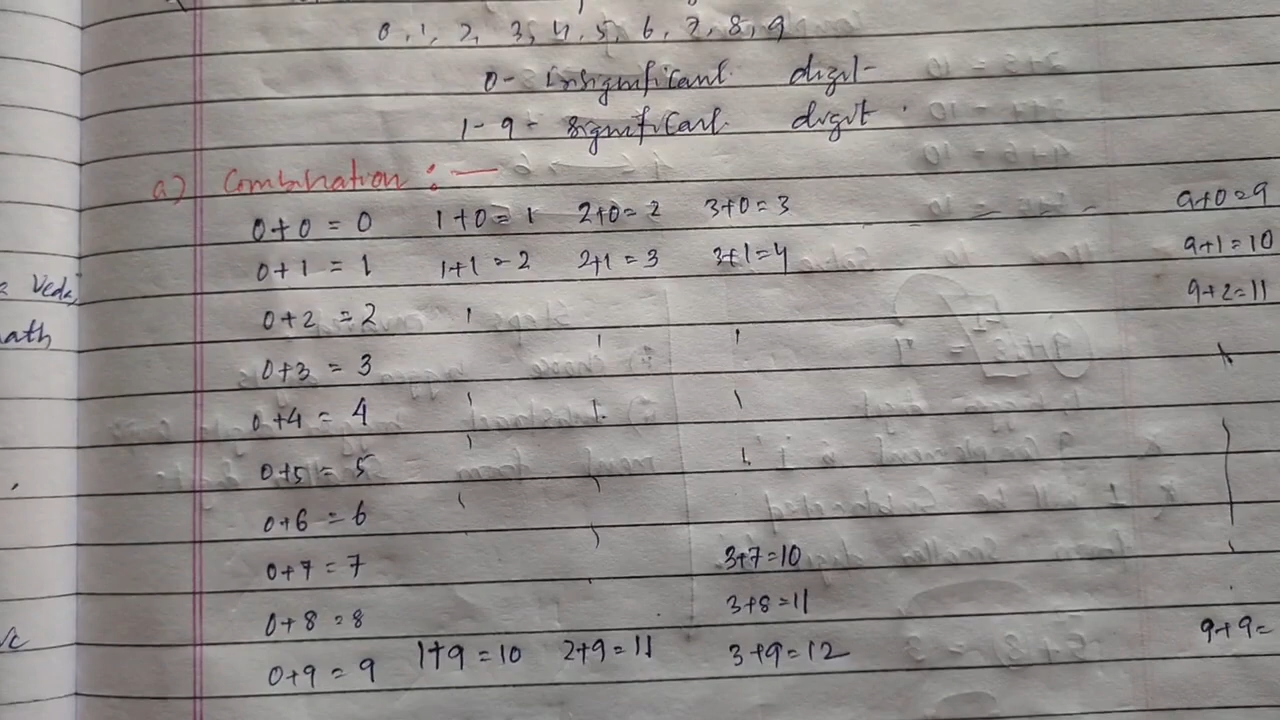 0, 1, 2, 3, 4, 5, 6, 7, 8, 9
0 - insignificant digit
1 - 9 - significant digit
a) Combination :-
0+0 = 0 1+0 = 1 2+0 = 2 3+0 = 3 9+0 = 9
0+1 = 1 1+1 = 2 2+1 = 3 3+1 = 4 9+1 = 10
Veda,
0+2 = 2 9+2 = 11
ath
0+3 = 3
0+4 = 4
0+5 = 5
0+6 = 6
0+7 = 7 3+7 = 10
0+8 = 8 3+8 = 11
0+9 = 9 1+9 = 10 2+9 = 11 3+9 = 12 9+9 =